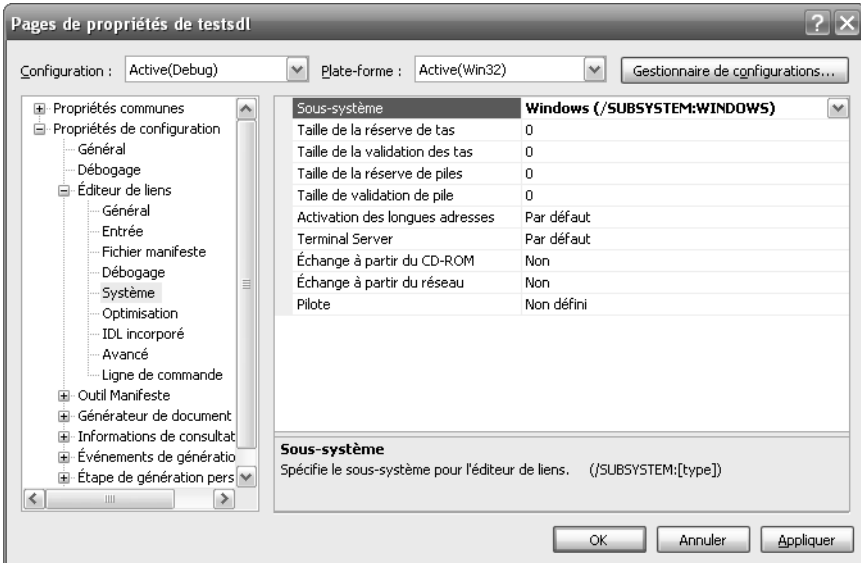 Pages de propriétés de testsdl
Configuration : Active(Debug) Plate-forme : Active(Win32) Gestionnaire de configurations...
Propriétés communes
Propriétés de configuration
Général
Débogage
Éditeur de liens
Général
Entrée
Fichier manifeste
Débogage
Système
Optimisation
IDL incorporé
Avancé
Ligne de commande
Outil Manifeste
Générateur de document
Informations de consultat
Événements de génératio
Étape de génération pers
Sous-système Windows (/SUBSYSTEM:WINDOWS)
Taille de la réserve de tas 0
Taille de la validation des tas 0
Taille de la réserve de piles 0
Taille de validation de pile 0
Activation des longues adresses Par défaut
Terminal Server Par défaut
Échange à partir du CD-ROM Non
Échange à partir du réseau Non
Pilote Non défini
Sous-système
Spécifie le sous-système pour l'éditeur de liens. (/SUBSYSTEM:[type])
OK Annuler Appliquer